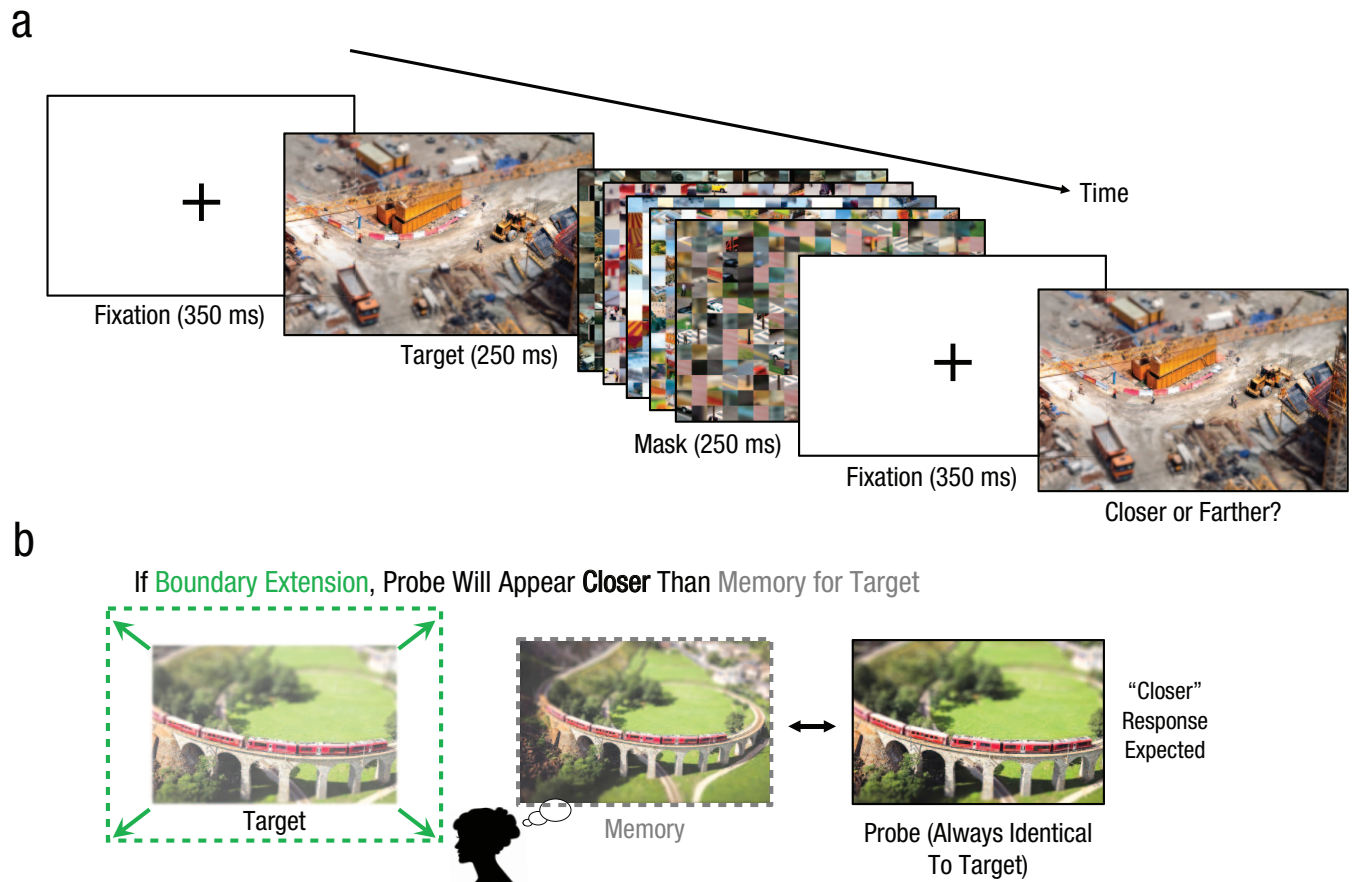 a
Time
Fixation (350 ms)
Target (250 ms)
Mask (250 ms)
Fixation (350 ms)
Closer or Farther?
b
If Boundary Extension, Probe Will Appear Closer Than Memory for Target
Target
Memory
Probe (Always Identical
To Target)
“Closer”
Response
Expected